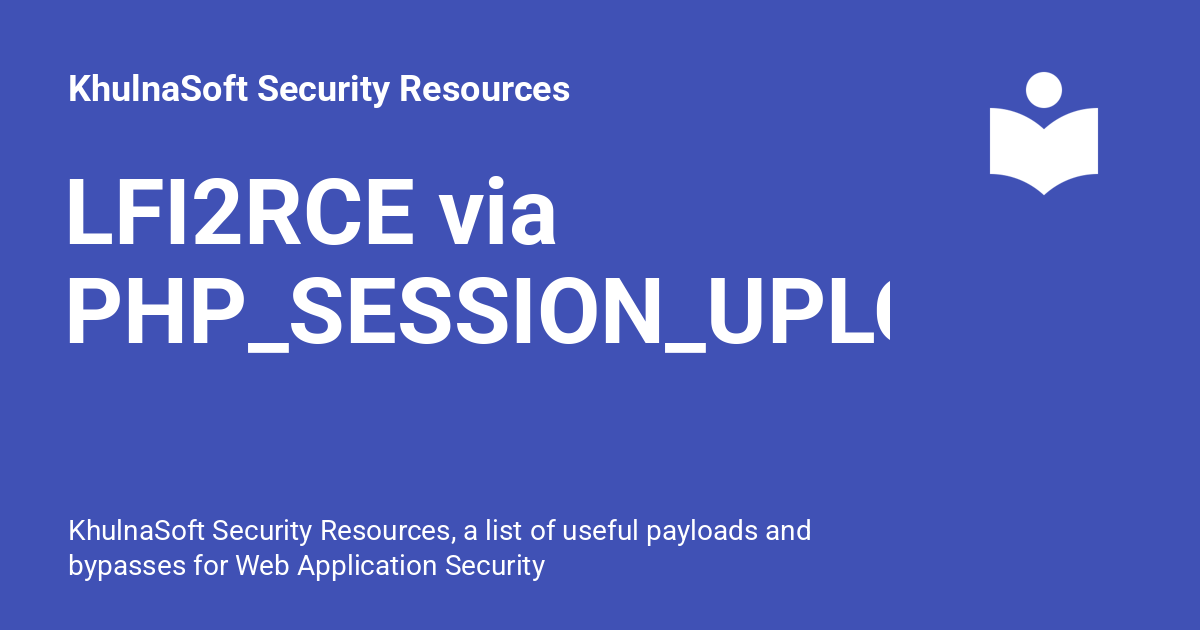 KhulnaSoft Security Resources
LFI2RCE via
PHP_SESSION_UPL
KhulnaSoft Security Resources, a list of useful payloads and
bypasses for Web Application Security